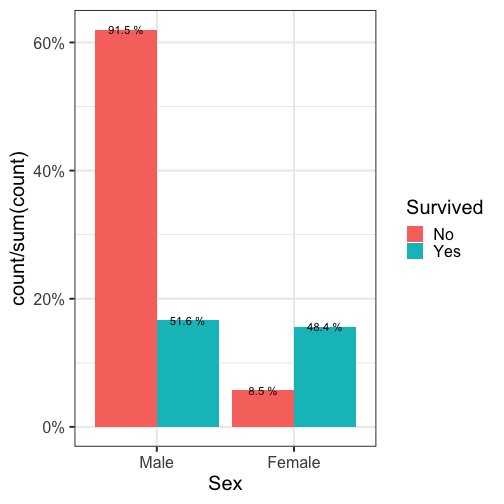 count/sum(count)
60%
40%
20%
0%
91.5 %
51.6 %
8.5 %
48.4 %
Male
Female
Sex
Survived
No
Yes